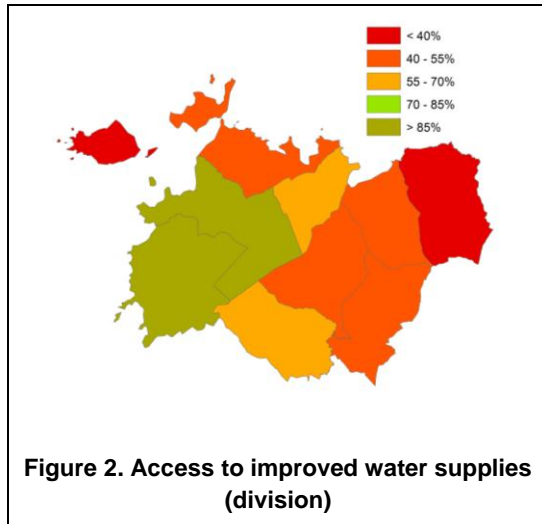 < 40%
40 - 55%
55 - 70%
70 - 85%
> 85%
Figure 2. Access to improved water supplies
(division)